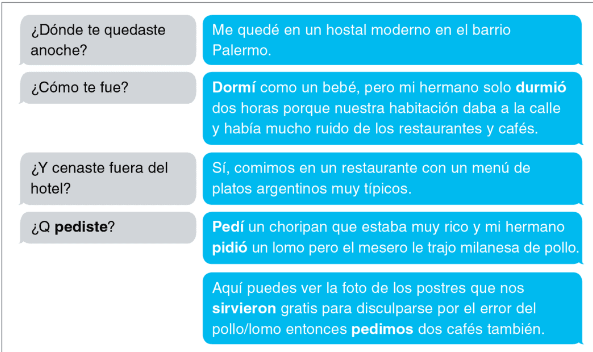 ¿Dónde te quedaste
anoche?
Me quedé en un hostal moderno en el barrio
Palermo.
¿Cómo te fue?
Dormí como un bebé, pero mi hermano solo durmió
dos horas porque nuestra habitación daba a la calle
y había mucho ruido de los restaurantes y cafés.
¿Y cenaste fuera del
hotel?
Sí, comimos en un restaurante con un menú de
platos argentinos muy típicos.
¿Q pediste?
Pedí un choripan que estaba muy rico y mi hermano
pidió un lomo pero el mesero le trajo milanesa de pollo.
Aquí puedes ver la foto de los postres que nos
sirvieron gratis para disculparse por el error del
pollo/lomo entonces pedimos dos cafés también.